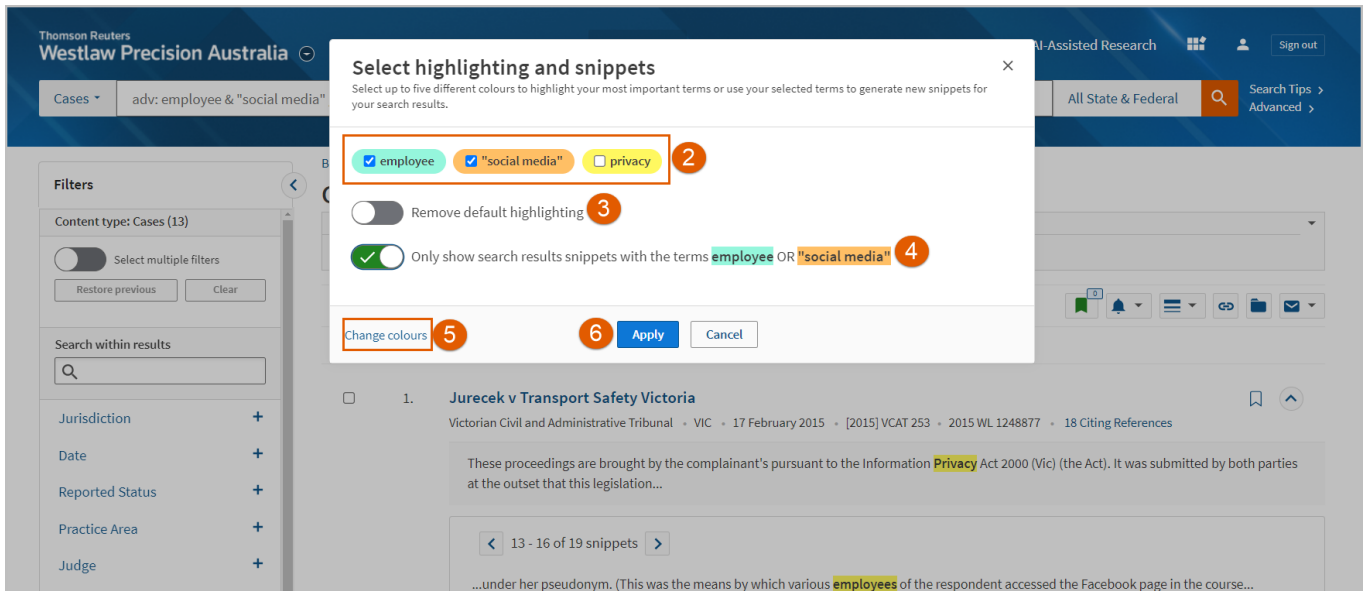 Thomson Reuters
Westlaw Precision Australia
AI-Assisted Research
Sign out
Cases
adv: employee & "social media"
All State & Federal
Search Tips
Advanced
Select highlighting and snippets
Select up to five different colours to highlight your most important terms or use your selected terms to generate new snippets for
your search results.
employee "social media" privacy 2
Remove default highlighting 3
Only show search results snippets with the terms employee OR "social media" 4
Change colours 5 6 Apply Cancel
Filters
Content type: Cases (13)
Select multiple filters
Restore previous Clear
Search within results
Jurisdiction +
Date +
Reported Status +
Practice Area +
Judge +
0
1. Jurecek v Transport Safety Victoria
Victorian Civil and Administrative Tribunal • VIC • 17 February 2015 • [2015] VCAT 253 • 2015 WL 1248877 • 18 Citing References
These proceedings are brought by the complainant's pursuant to the Information Privacy Act 2000 (Vic) (the Act). It was submitted by both parties
at the outset that this legislation...
13 - 16 of 19 snippets
...under her pseudonym. (This was the means by which various employees of the respondent accessed the Facebook page in the course...